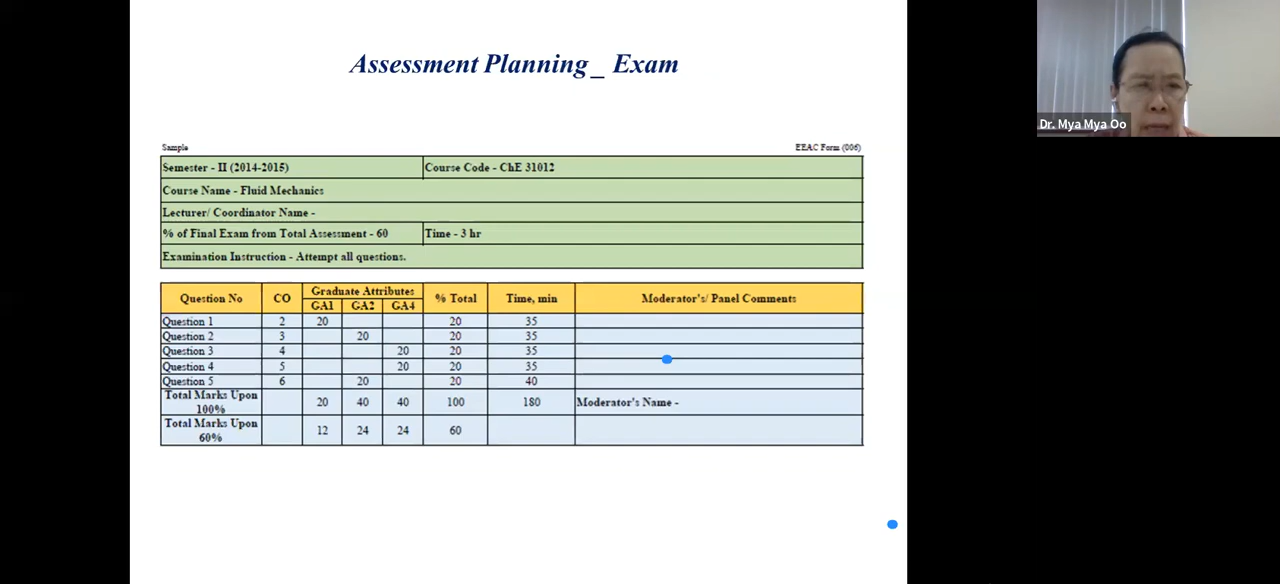 Assessment Planning _ Exam
Dr. Mya Mya Oo
Sample EEAC Form (006)
Semester - II (2014-2015) Course Code - ChE 31012
Course Name - Fluid Mechanics
Lecturer/ Coordinator Name -
% of Final Exam from Total Assessment - 60 Time - 3 hr
Examination Instruction - Attempt all questions.
Question No CO Graduate Attributes % Total Time, min Moderator's/ Panel Comments
GA1 GA2 GA4
Question 1 2 20 20 35
Question 2 3 20 20 35
Question 3 4 20 20 35
Question 4 5 20 20 35
Question 5 6 20 20 40
Total Marks Upon 100% 20 40 40 100 180 Moderator's Name -
Total Marks Upon 60% 12 24 24 60